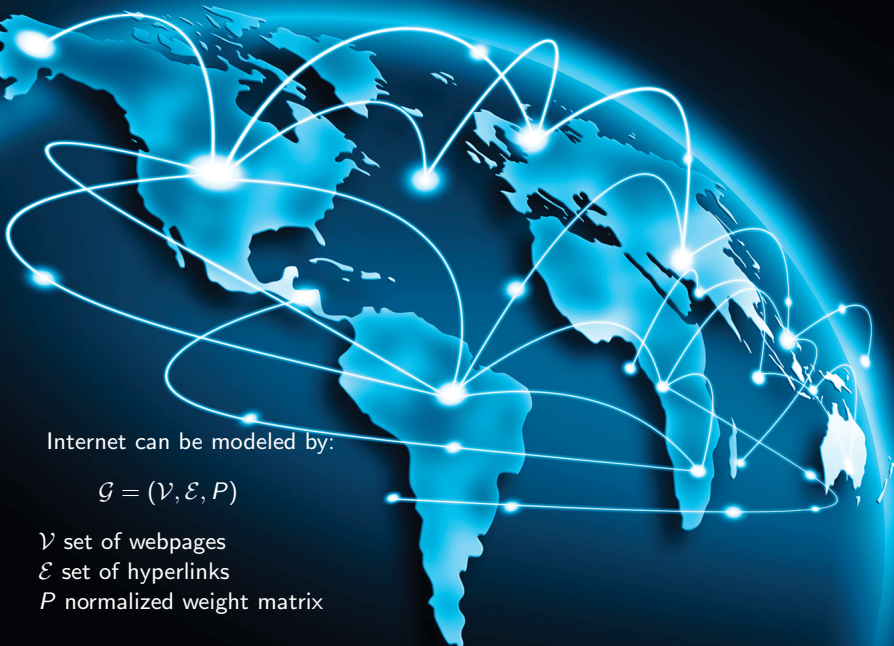 Internet can be modeled by:
𝒢 = (𝒱, ℰ, P)
𝒱 set of webpages
ℰ set of hyperlinks
P normalized weight matrix